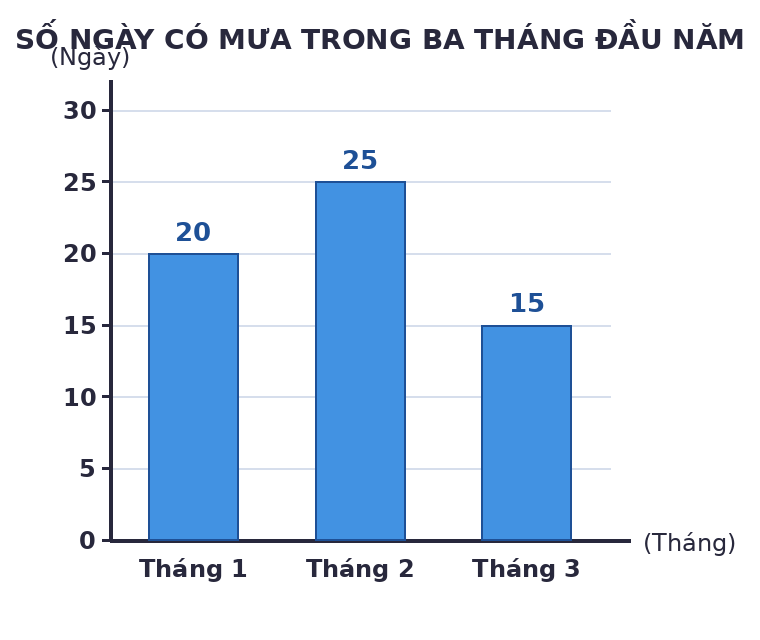 SỐ NGÀY CÓ MƯA TRONG BA THÁNG ĐẦU NĂM
(Ngày)
30
25
25
20
20
15
15
10
5
0
(Tháng)
Tháng 1 Tháng 2 Tháng 3